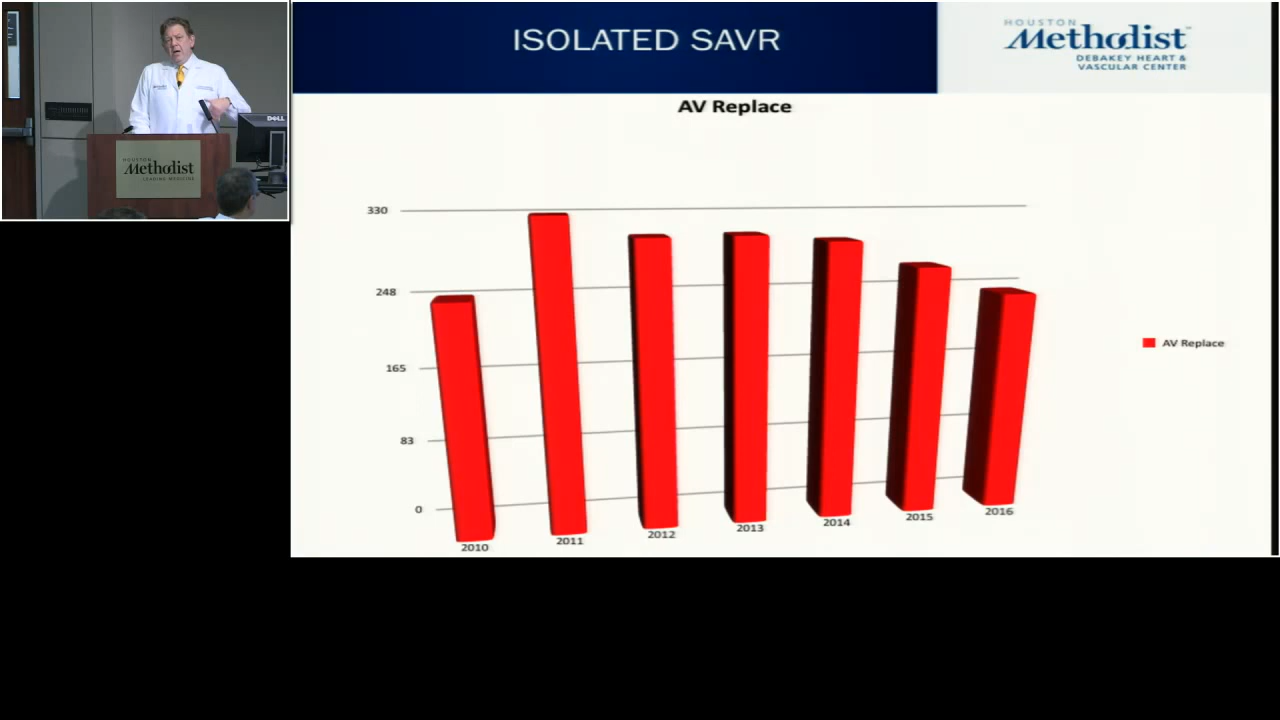 ISOLATED SAVR
HOUSTON
Methodist
DEBAKEY HEART &
VASCULAR CENTER
AV Replace
330
248
165
83
0
2010
2011
2012
2013
2014
2015
2016
AV Replace
DELL
HOUSTON
Methodist
LEADING MEDICINE